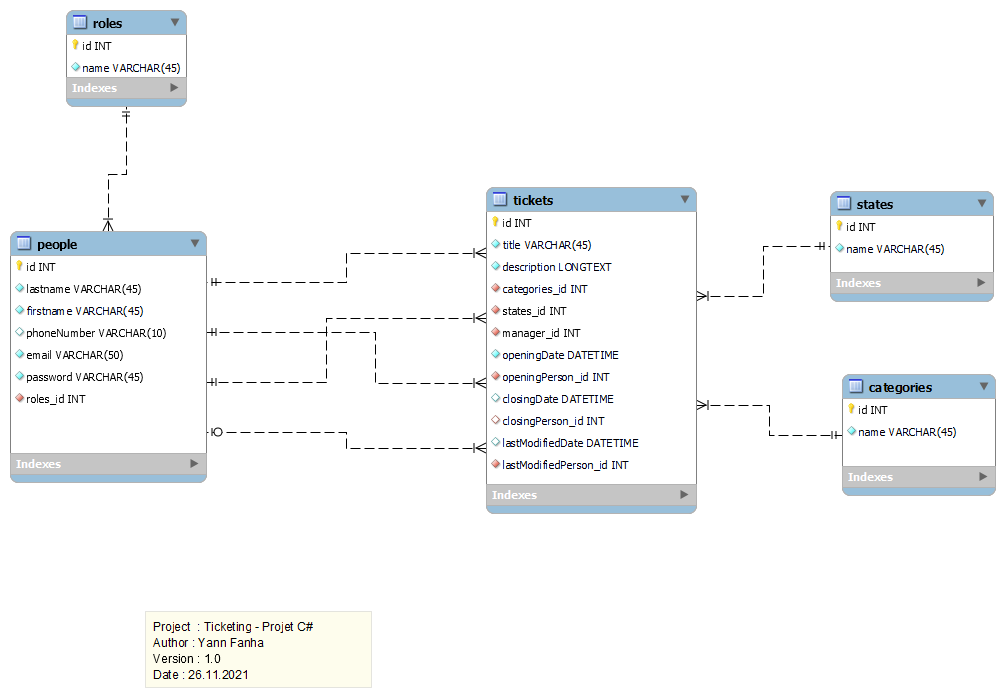 roles
id INT
name VARCHAR(45)
Indexes
people
id INT
lastname VARCHAR(45)
firstname VARCHAR(45)
phoneNumber VARCHAR(10)
email VARCHAR(50)
password VARCHAR(45)
roles_id INT
Indexes
tickets
id INT
title VARCHAR(45)
description LONGTEXT
categories_id INT
states_id INT
manager_id INT
openingDate DATETIME
openingPerson_id INT
closingDate DATETIME
closingPerson_id INT
lastModifiedDate DATETIME
lastModifiedPerson_id INT
Indexes
states
id INT
name VARCHAR(45)
Indexes
categories
id INT
name VARCHAR(45)
Indexes
Project : Ticketing - Projet C#
Author : Yann Fanha
Version : 1.0
Date : 26.11.2021